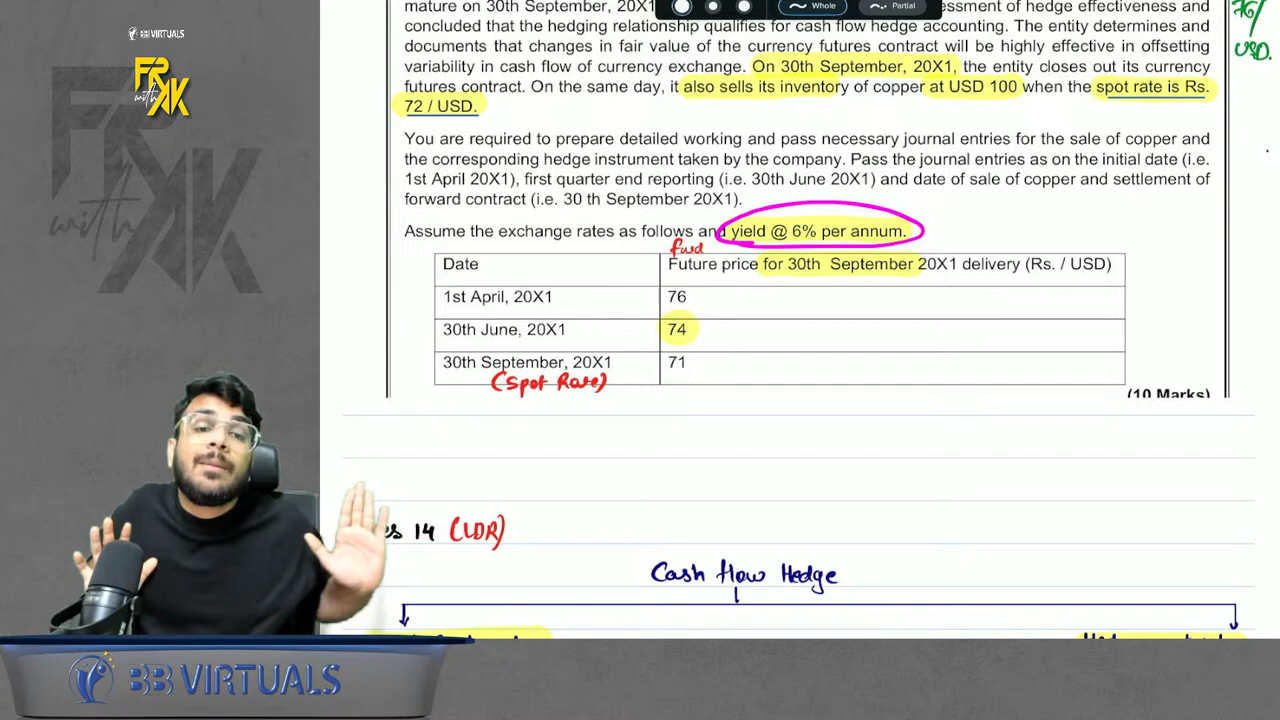 mature on 30th September, 20X1
sment of hedge effectiveness and
Whole
Partial
concluded that the hedging relationship qualifies for cash flow hedge accounting. The entity determines and
documents that changes in fair value of the currency futures contract will be highly effective in offsetting
variability in cash flow of currency exchange. On 30th September, 20X1, the entity closes out its currency
futures contract. On the same day, it also sells its inventory of copper at USD 100 when the spot rate is Rs.
72 / USD.
76/
USD.
BB VIRTUALS
FR
with
AK
FR
with
AK
You are required to prepare detailed working and pass necessary journal entries for the sale of copper and
the corresponding hedge instrument taken by the company. Pass the journal entries as on the initial date (i.e.
1st April 20X1), first quarter end reporting (i.e. 30th June 20X1) and date of sale of copper and settlement of
forward contract (i.e. 30 th September 20X1).
Assume the exchange rates as follows and yield @ 6% per annum.
fwd
Date Future price for 30th September 20X1 delivery (Rs. / USD)
1st April, 20X1 76
30th June, 20X1 74
30th September, 20X1 71
(Spot Rate)
(10 Marks)
es 14 (LDR)
Cash flow Hedge
BB VIRTUALS